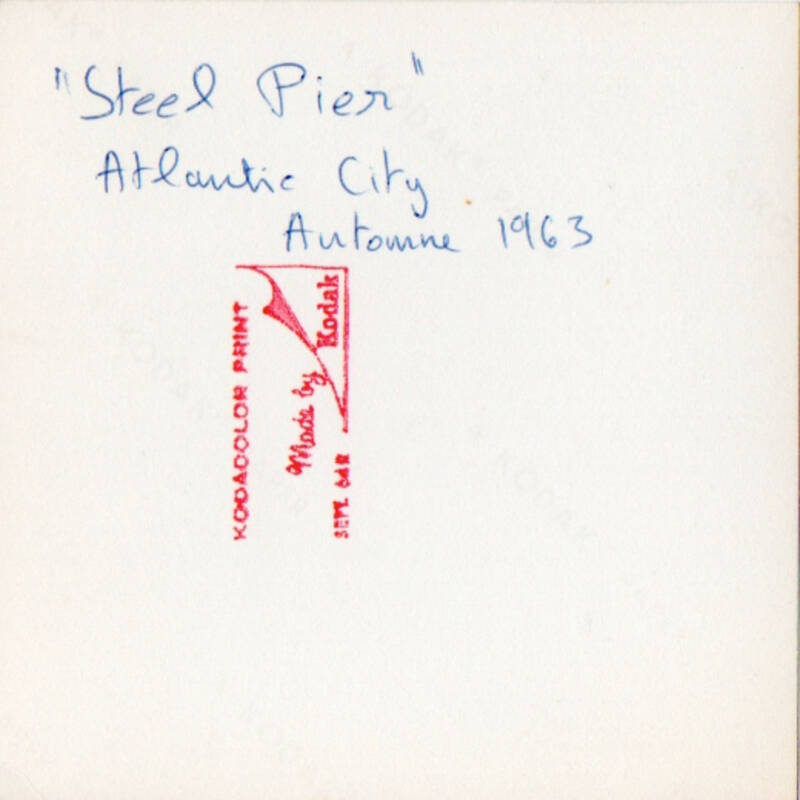 "Steel Pier"
Atlantic City
Automne 1963
KODACOLOR PRINT
Made by
Kodak
SEPT. 64R